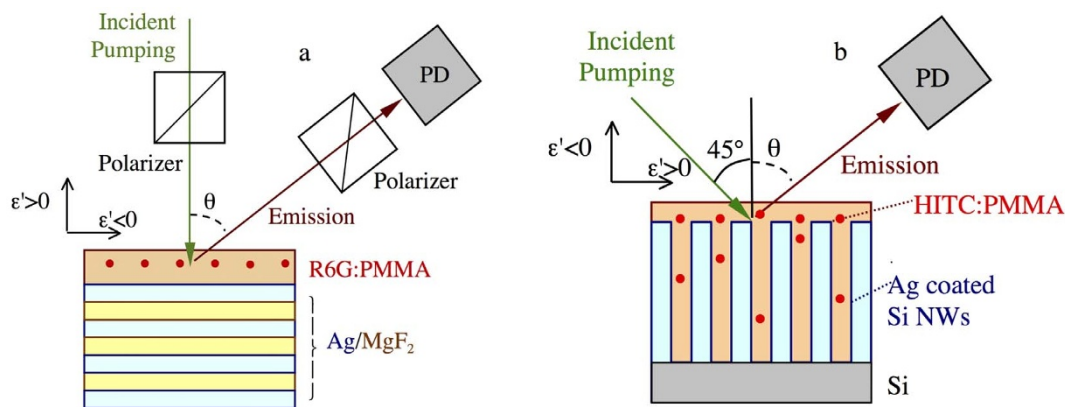 Incident
Pumping
a
PD
Polarizer
Polarizer
ε'>0
ε'<0
θ
Emission
R6G:PMMA
Ag/MgF₂
Incident
Pumping
b
PD
ε'<0
ε'>0
45°
θ
Emission
HITC:PMMA
Ag coated
Si NWs
Si